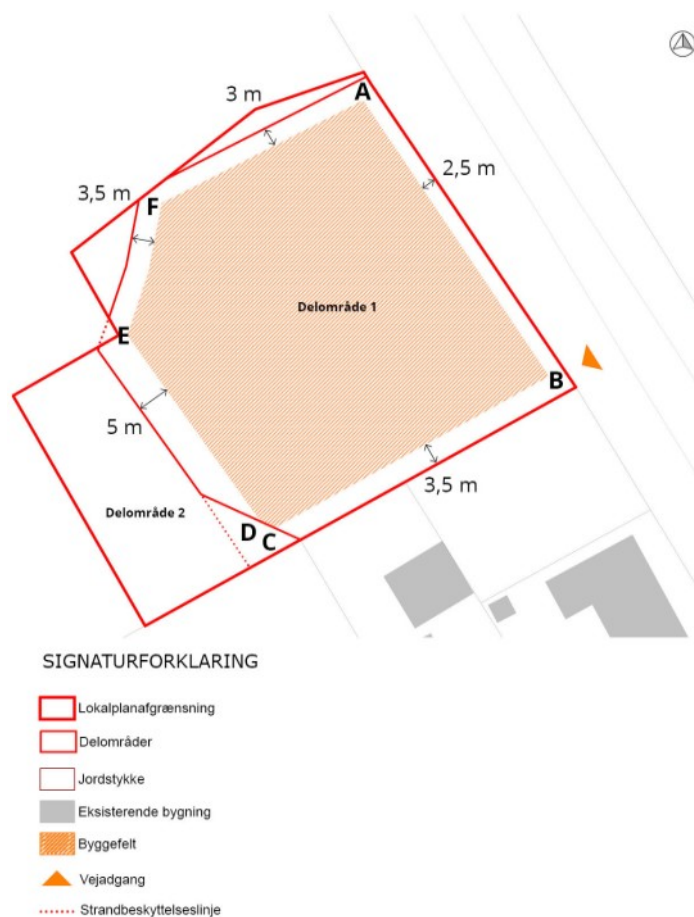 3 m
A
2,5 m
3,5 m
F
Delområde 1
E
B
5 m
3,5 m
Delområde 2
D
C
SIGNATURFORKLARING
Lokalplanafgrænsning
Delområder
Jordstykke
Eksisterende bygning
Byggefelt
Vejadgang
Strandbeskyttelseslinje